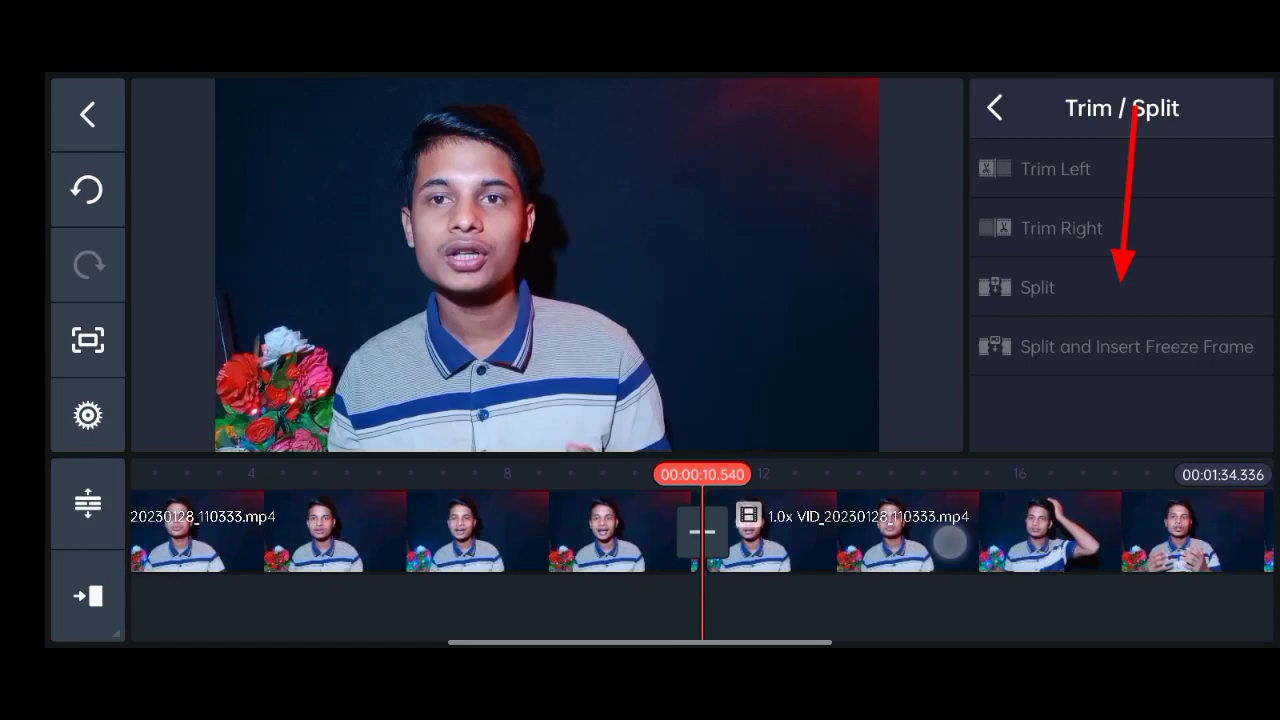 Trim / Split
Trim Left
Trim Right
Split
Split and Insert Freeze Frame
4
8
00:00:10.540
12
16
00:01:34.336
20230128_110333.mp4
1.0x VID_20230128_110333.mp4